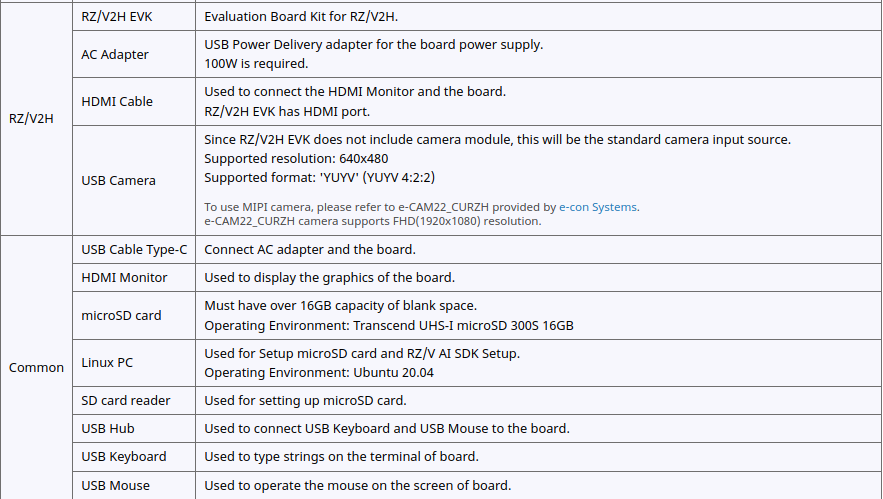 RZ/V2H
RZ/V2H EVK
Evaluation Board Kit for RZ/V2H.
AC Adapter
USB Power Delivery adapter for the board power supply.
100W is required.
HDMI Cable
Used to connect the HDMI Monitor and the board.
RZ/V2H EVK has HDMI port.
USB Camera
Since RZ/V2H EVK does not include camera module, this will be the standard camera input source.
Supported resolution: 640x480
Supported format: 'YUYV' (YUYV 4:2:2)
To use MIPI camera, please refer to e-CAM22_CURZH provided by e-con Systems.
e-CAM22_CURZH camera supports FHD(1920x1080) resolution.
Common
USB Cable Type-C
Connect AC adapter and the board.
HDMI Monitor
Used to display the graphics of the board.
microSD card
Must have over 16GB capacity of blank space.
Operating Environment: Transcend UHS-I microSD 300S 16GB
Linux PC
Used for Setup microSD card and RZ/V AI SDK Setup.
Operating Environment: Ubuntu 20.04
SD card reader
Used for setting up microSD card.
USB Hub
Used to connect USB Keyboard and USB Mouse to the board.
USB Keyboard
Used to type strings on the terminal of board.
USB Mouse
Used to operate the mouse on the screen of board.